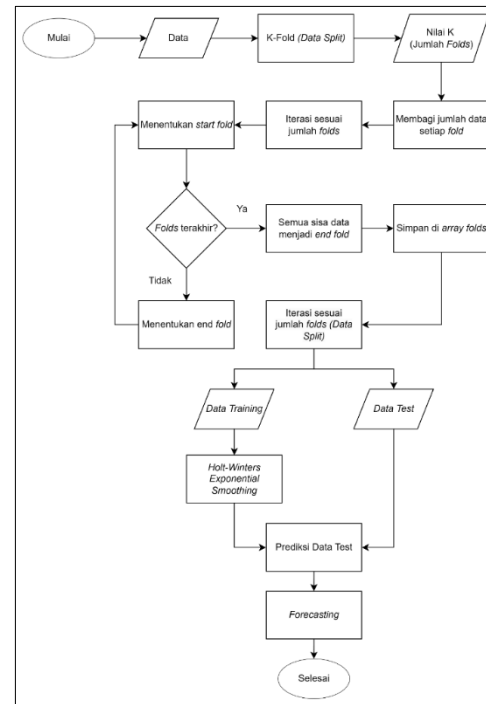 Mulai
Data
K-Fold (Data Split)
Nilai K
(Jumlah Folds)
Menentukan start fold
Iterasi sesuai
jumlah folds
Membagi jumlah data
setiap fold
Folds terakhir?
Ya
Semua sisa data
menjadi end fold
Simpan di array folds
Tidak
Menentukan end fold
Iterasi sesuai
jumlah folds (Data
Split)
Data Training
Data Test
Holt-Winters
Exponential
Smoothing
Prediksi Data Test
Forecasting
Selesai